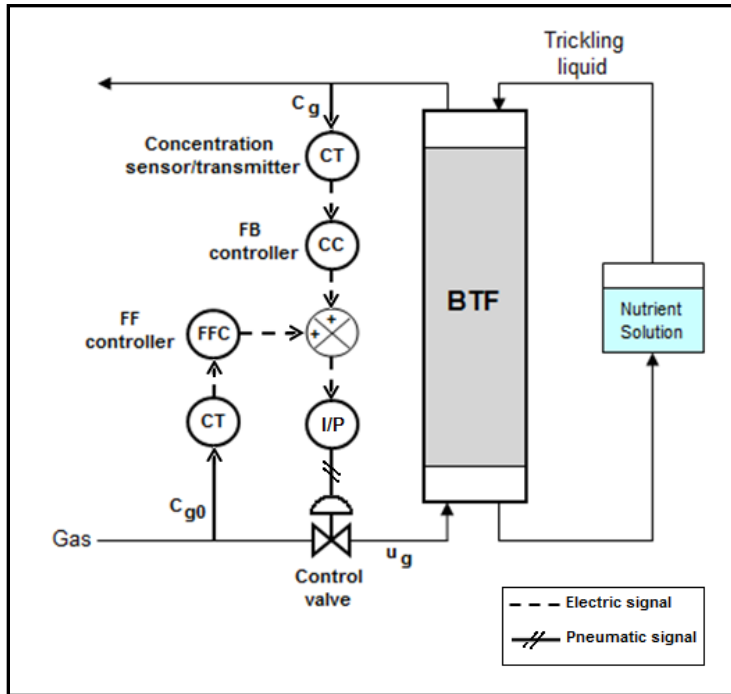 Trickling
liquid
C g
Concentration
sensor/transmitter
CT
FB
controller
CC
+
+
BTF
Nutrient
Solution
FF
controller
FFC
CT
I/P
C g0
Gas
u g
Control
valve
Electric signal
Pneumatic signal